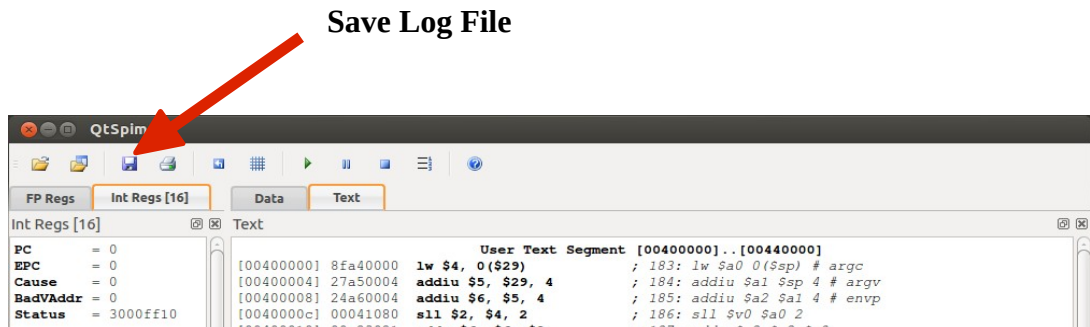 Save Log File
QtSpim
FP Regs Int Regs [16] Data Text
Int Regs [16] Text
PC = 0 User Text Segment [00400000]..[00440000]
EPC = 0 [00400000] 8fa40000 lw $4, 0($29) ; 183: lw $a0 0($sp) # argc
Cause = 0 [00400004] 27a50004 addiu $5, $29, 4 ; 184: addiu $a1 $sp 4 # argv
BadVAddr = 0 [00400008] 24a60004 addiu $6, $5, 4 ; 185: addiu $a2 $a1 4 # envp
Status = 3000ff10 [0040000c] 00041080 sll $2, $4, 2 ; 186: sll $v0 $a0 2